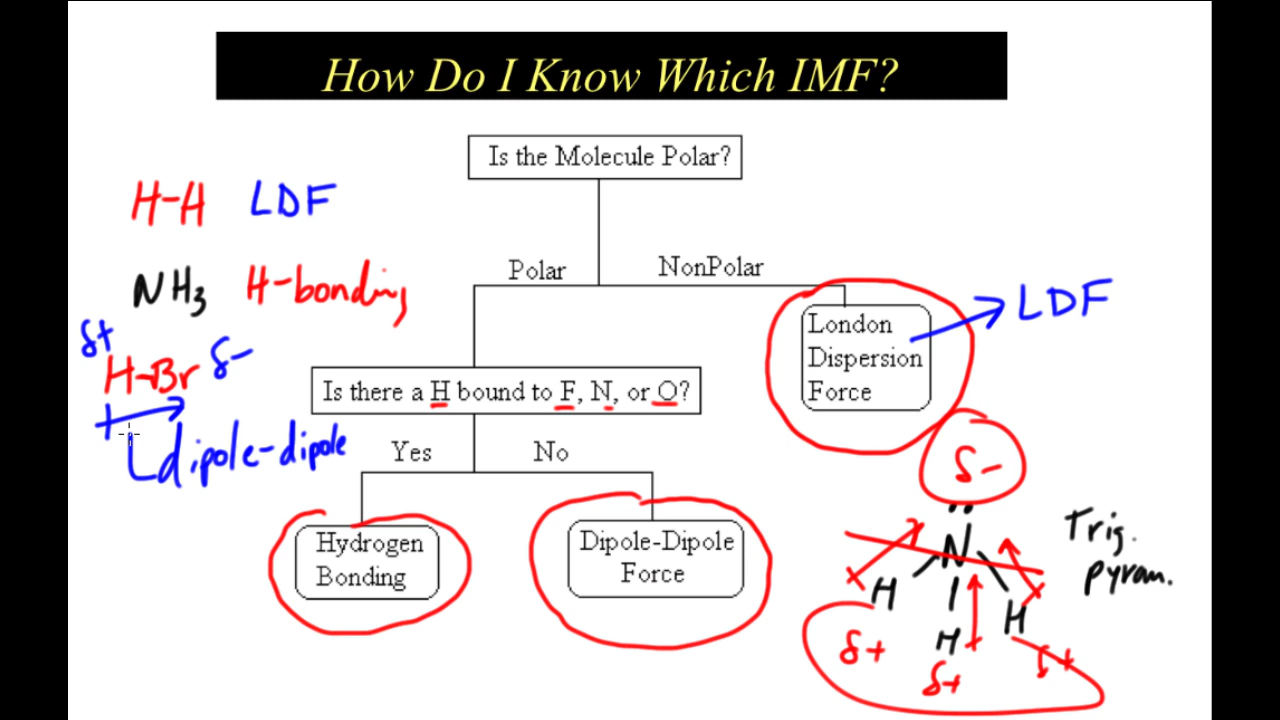 How Do I Know Which IMF?
Is the Molecule Polar?
H-H LDF
Polar
NonPolar
NH3 H-bonding
London
Dispersion
Force
LDF
δ+
H-Br δ-
Is there a H bound to F, N, or O?
dipole-dipole
Yes
No
δ-
Hydrogen
Bonding
Dipole-Dipole
Force
N
H
H
H
Trig.
pyram.
δ+
δ+
δ+